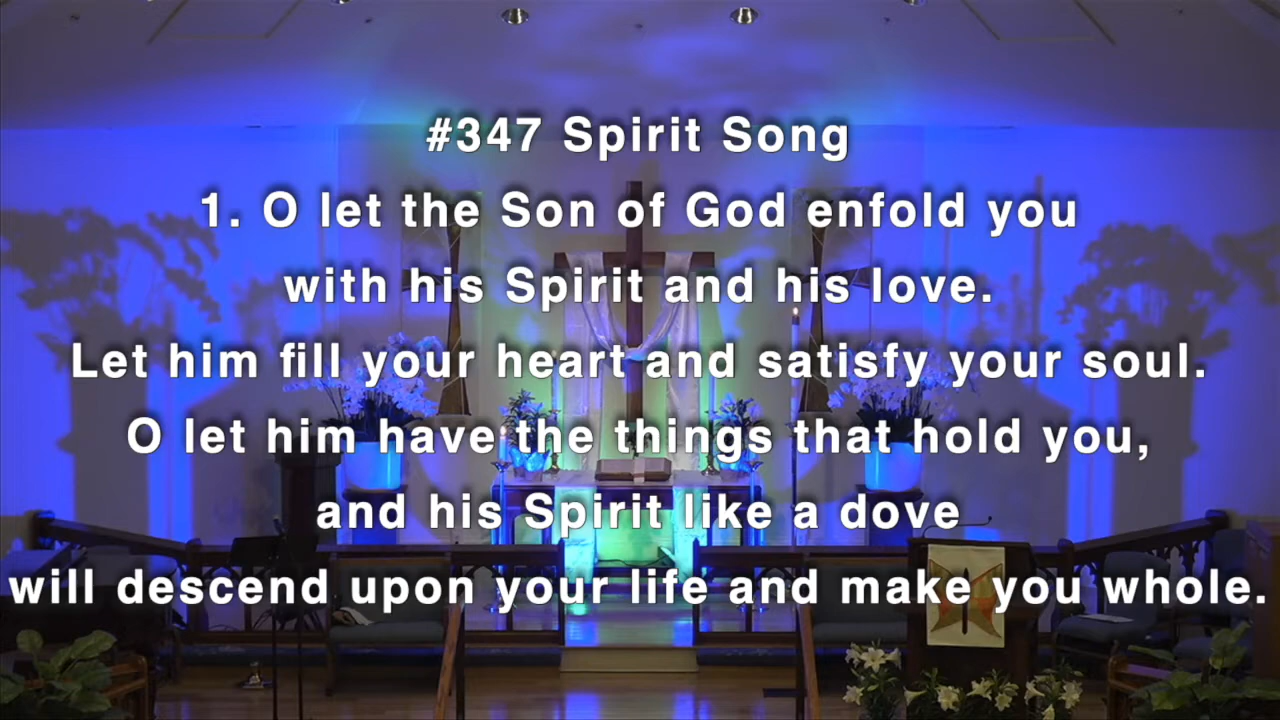 #347 Spirit Song
1. O let the Son of God enfold you
with his Spirit and his love.
Let him fill your heart and satisfy your soul.
O let him have the things that hold you,
and his Spirit like a dove
will descend upon your life and make you whole.